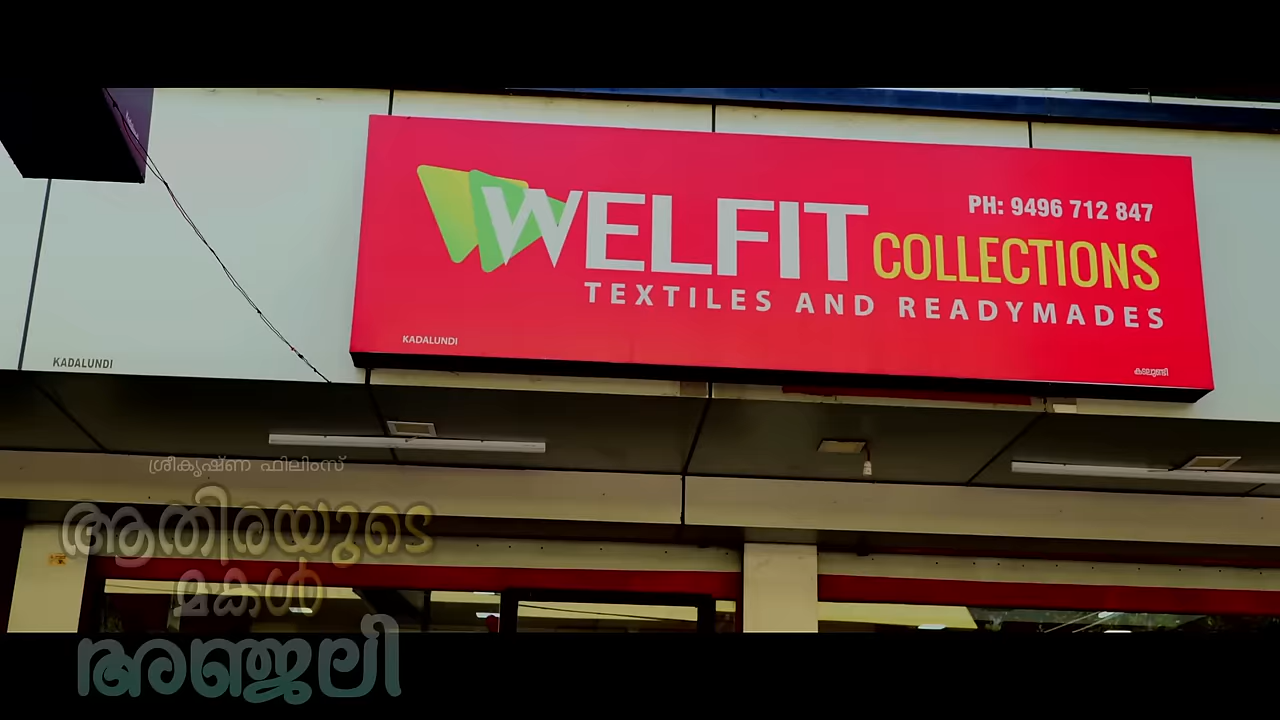 PH: 9496 712 847
WELFIT COLLECTIONS
TEXTILES AND READYMADES
KADALUNDI
KADALUNDI
ശ്രീകൃഷ്ണ ഫിലിംസ്
ആതിരയുടെ
മകൾ
അഞ്ജലി